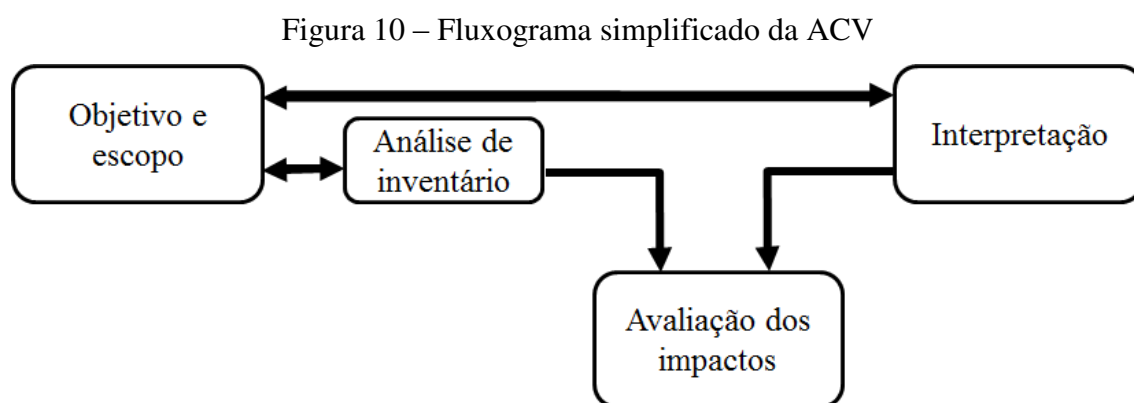 Figura 10 – Fluxograma simplificado da ACV
Objetivo e
escopo
Análise de
inventário
Interpretação
Avaliação dos
impactos